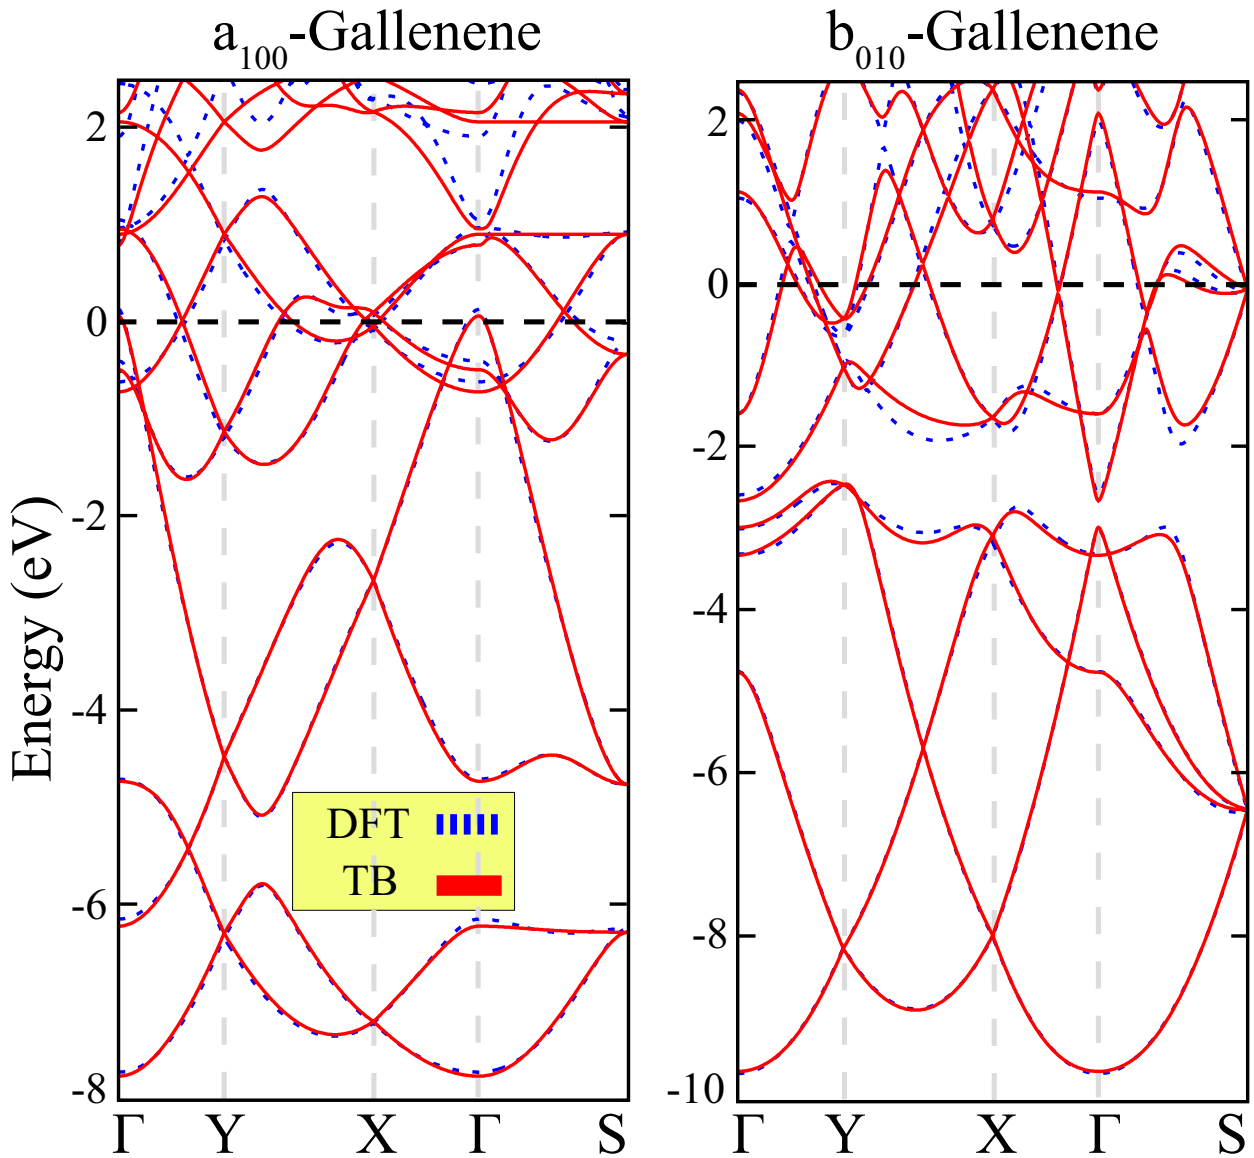 a₁₀₀-Gallenene
b₀₁₀-Gallenene
Energy (eV)
2
0
-2
-4
-6
-8
2
0
-2
-4
-6
-8
-10
DFT
TB
Γ Y X Γ S
Γ Y X Γ S